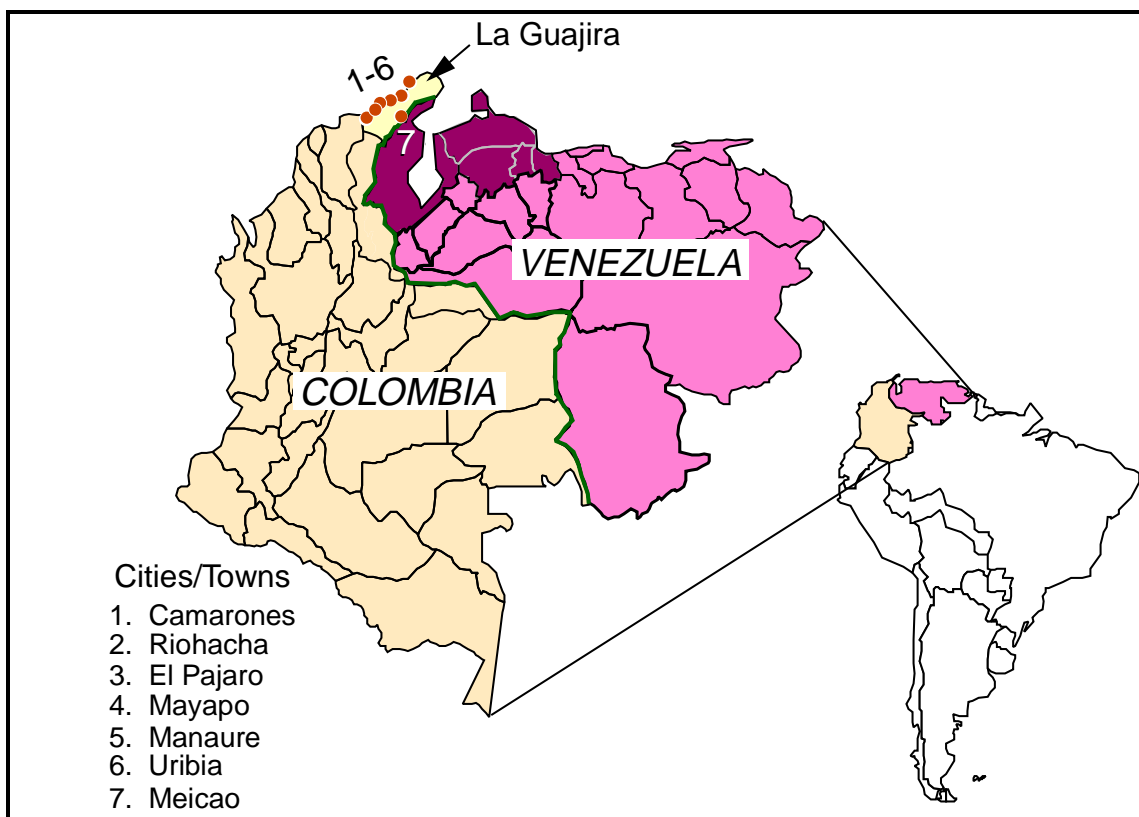 La Guajira
1-6
7
VENEZUELA
COLOMBIA
Cities/Towns
1. Camarones
2. Riohacha
3. El Pajaro
4. Mayapo
5. Manaure
6. Uribia
7. Meicao